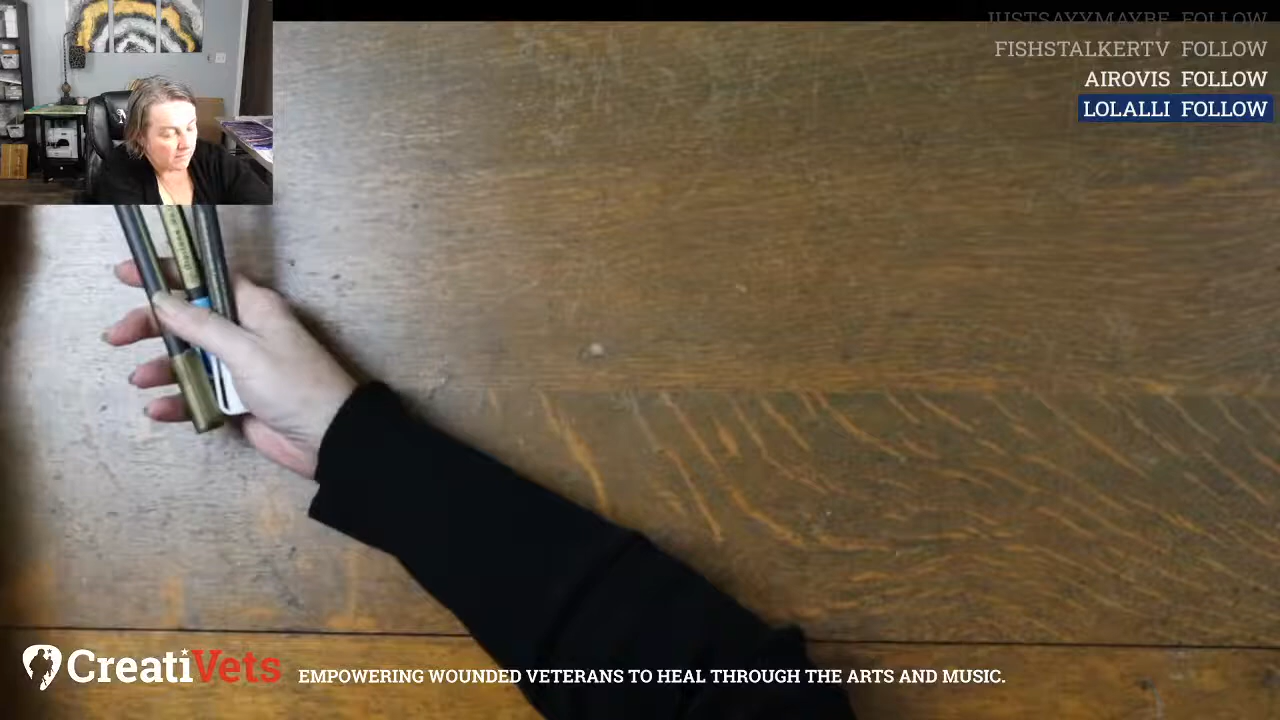 JUSTSAYYMAYBE FOLLOW
FISHSTALKERTV FOLLOW
AIROVIS FOLLOW
LOLALLI FOLLOW
CreatiVets EMPOWERING WOUNDED VETERANS TO HEAL THROUGH THE ARTS AND MUSIC.